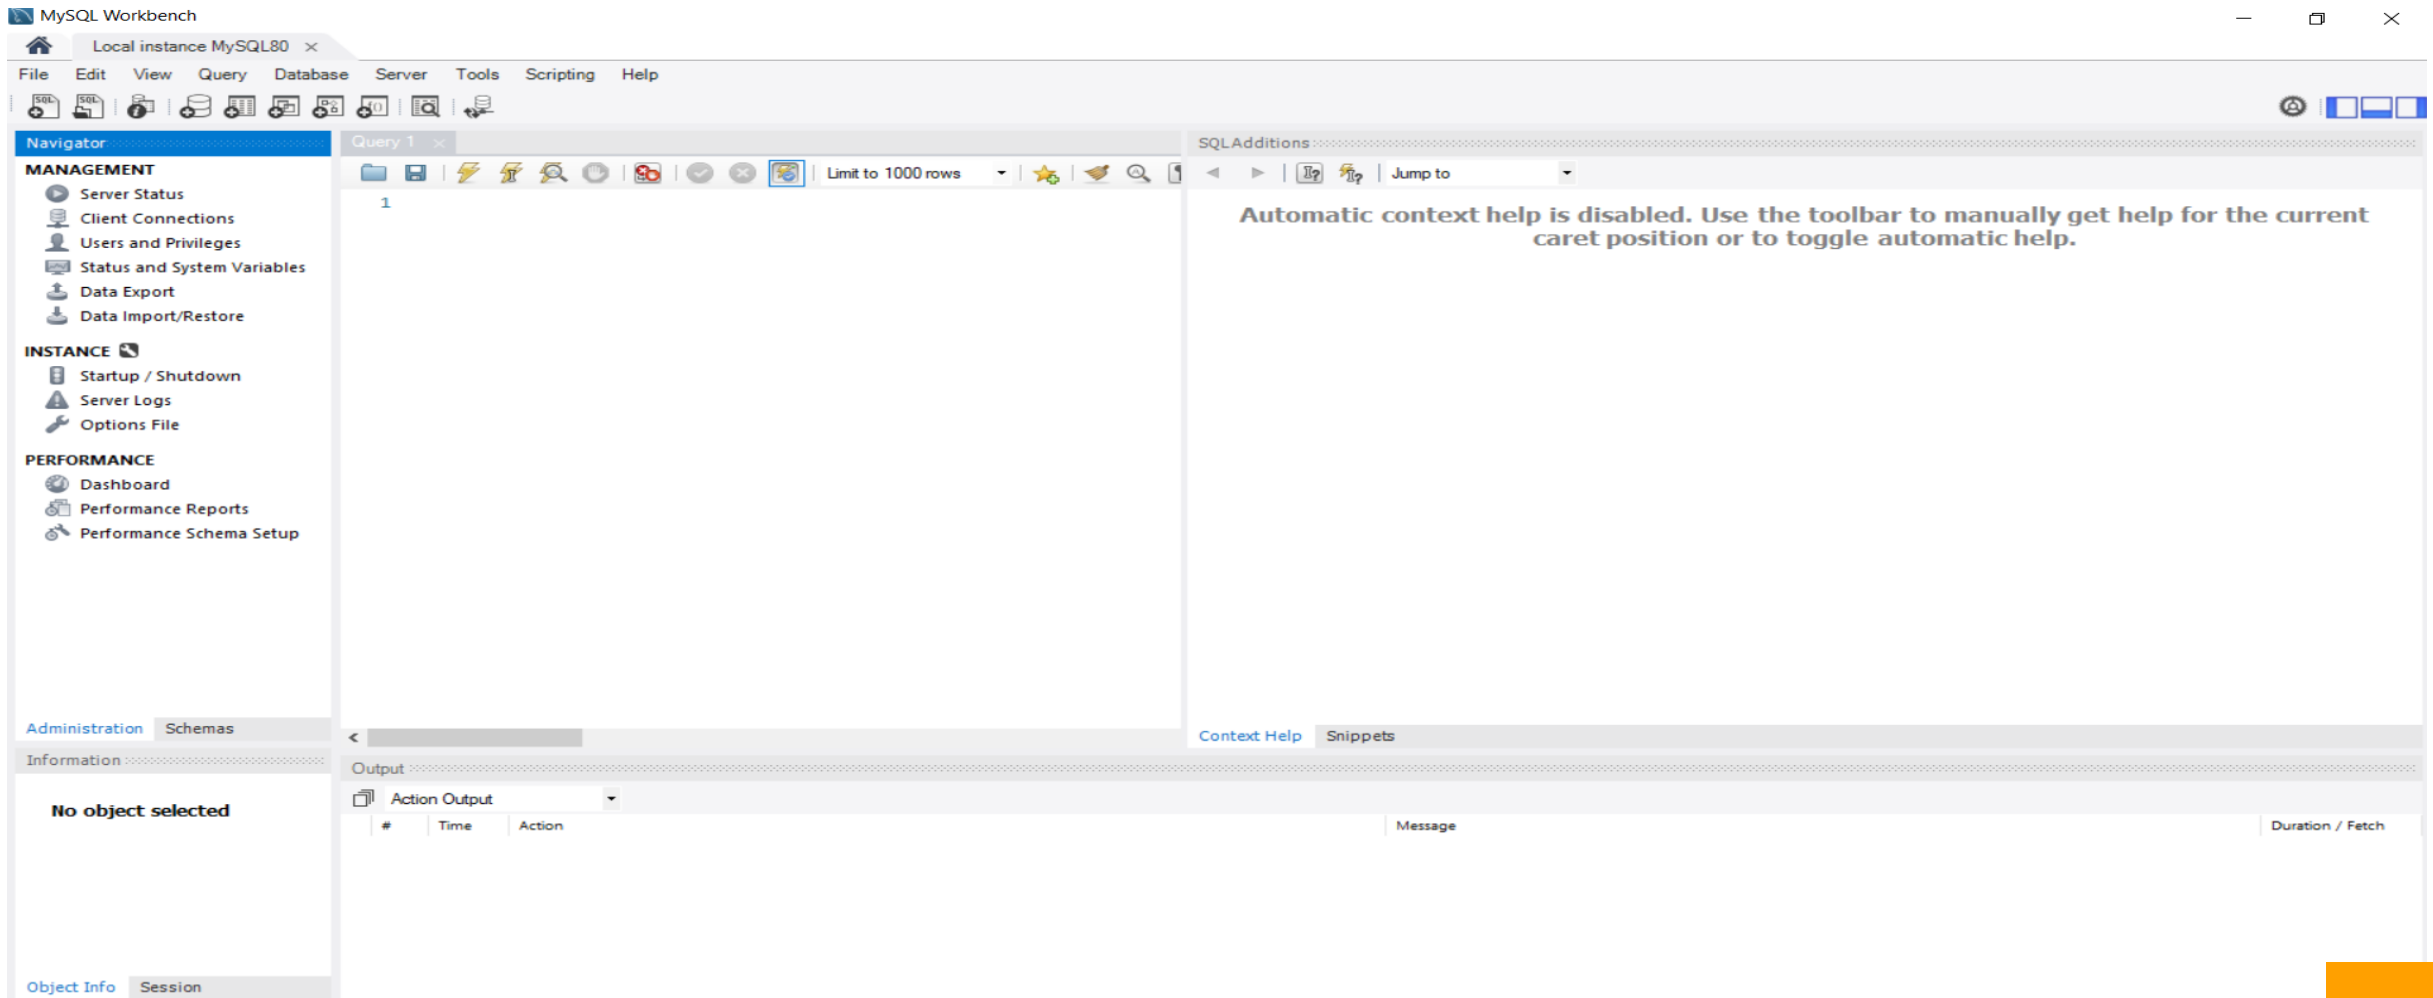 MySQL Workbench
Local instance MySQL80
File Edit View Query Database Server Tools Scripting Help
Navigator
MANAGEMENT
Server Status
Client Connections
Users and Privileges
Status and System Variables
Data Export
Data Import/Restore
INSTANCE
Startup / Shutdown
Server Logs
Options File
PERFORMANCE
Dashboard
Performance Reports
Performance Schema Setup
Administration Schemas
Information
No object selected
Object Info Session
Query 1
Limit to 1000 rows
1
SQLAdditions
Jump to
Automatic context help is disabled. Use the toolbar to manually get help for the current
caret position or to toggle automatic help.
Context Help Snippets
Output
Action Output
# Time Action Message Duration / Fetch